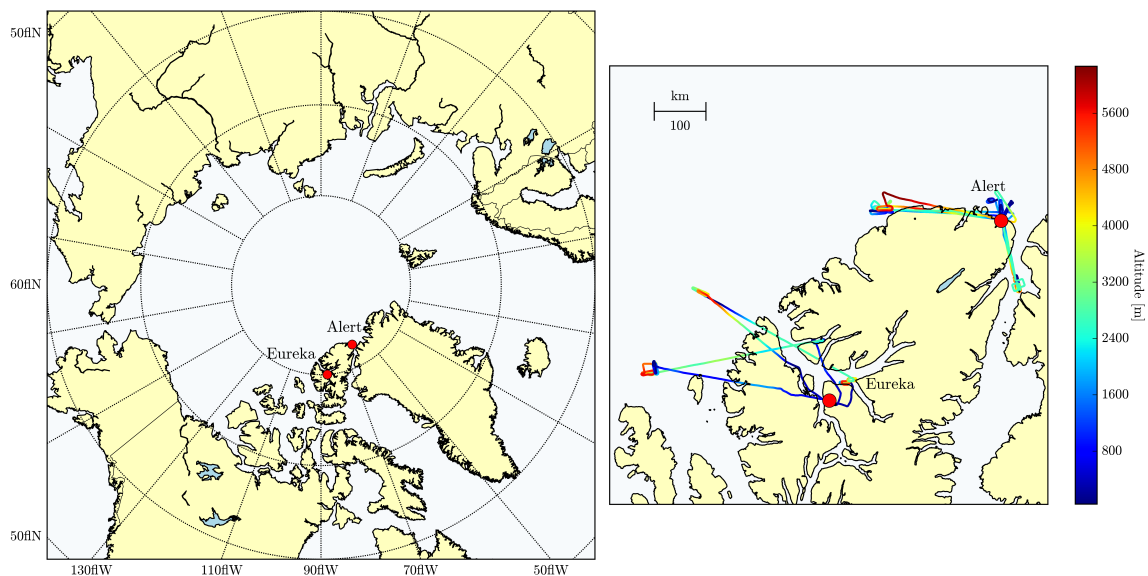 50flN
60flN
50flN
130flW
110flW
90flW
70flW
50flW
Alert
Eureka
km
100
Alert
Eureka
5600
4800
4000
3200
2400
1600
800
Altitude [m]